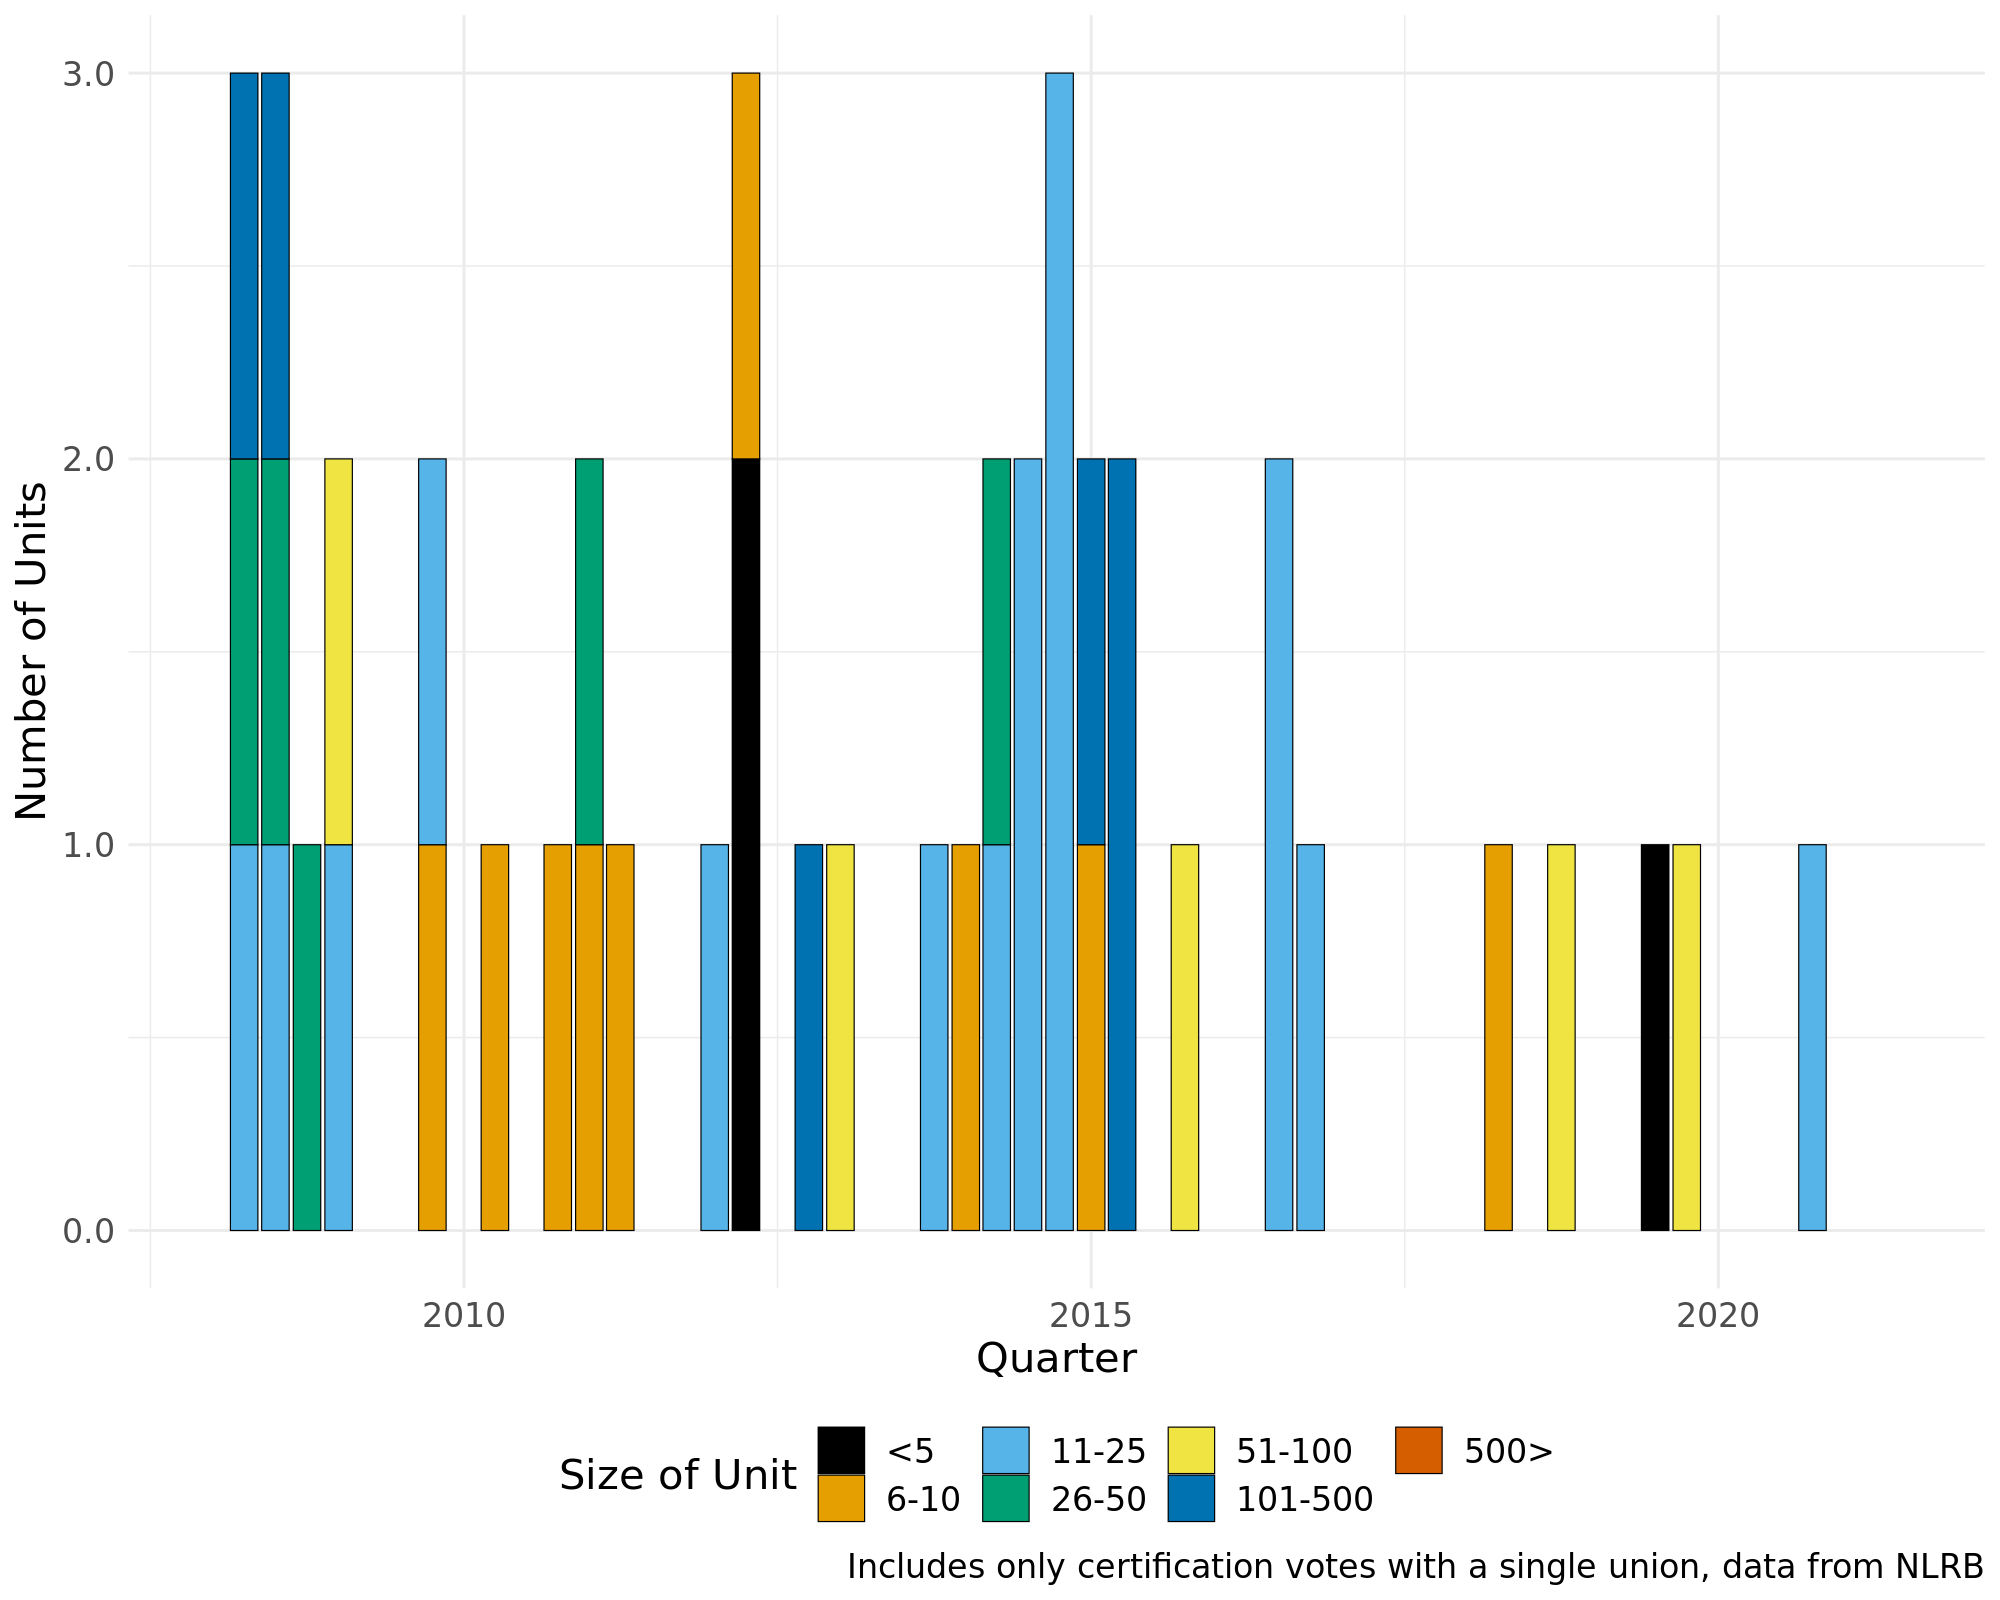 3.0
2.0
1.0
0.0
Number of Units
2010 2015 2020
Quarter
Size of Unit
<5 11-25 51-100 500>
6-10 26-50 101-500
Includes only certification votes with a single union, data from NLRB